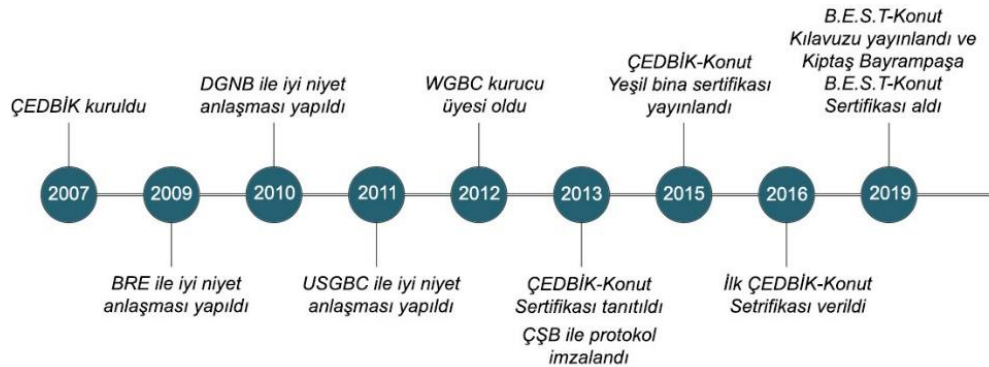 ÇEDBİK kuruldu
DGNB ile iyi niyet
anlaşması yapıldı
WGBC kurucu
üyesi oldu
ÇEDBİK-Konut
Yeşil bina sertifikası
yayınlandı
B.E.S.T-Konut
Kılavuzu yayınlandı ve
Kiptaş Bayrampaşa
B.E.S.T-Konut
Sertifikası aldı
2007
2009
2010
2011
2012
2013
2015
2016
2019
BRE ile iyi niyet
anlaşması yapıldı
USGBC ile iyi niyet
anlaşması yapıldı
ÇEDBİK-Konut
Sertifikası tanıtıldı
ÇŞB ile protokol
imzalandı
İlk ÇEDBİK-Konut
Setrifikası verildi